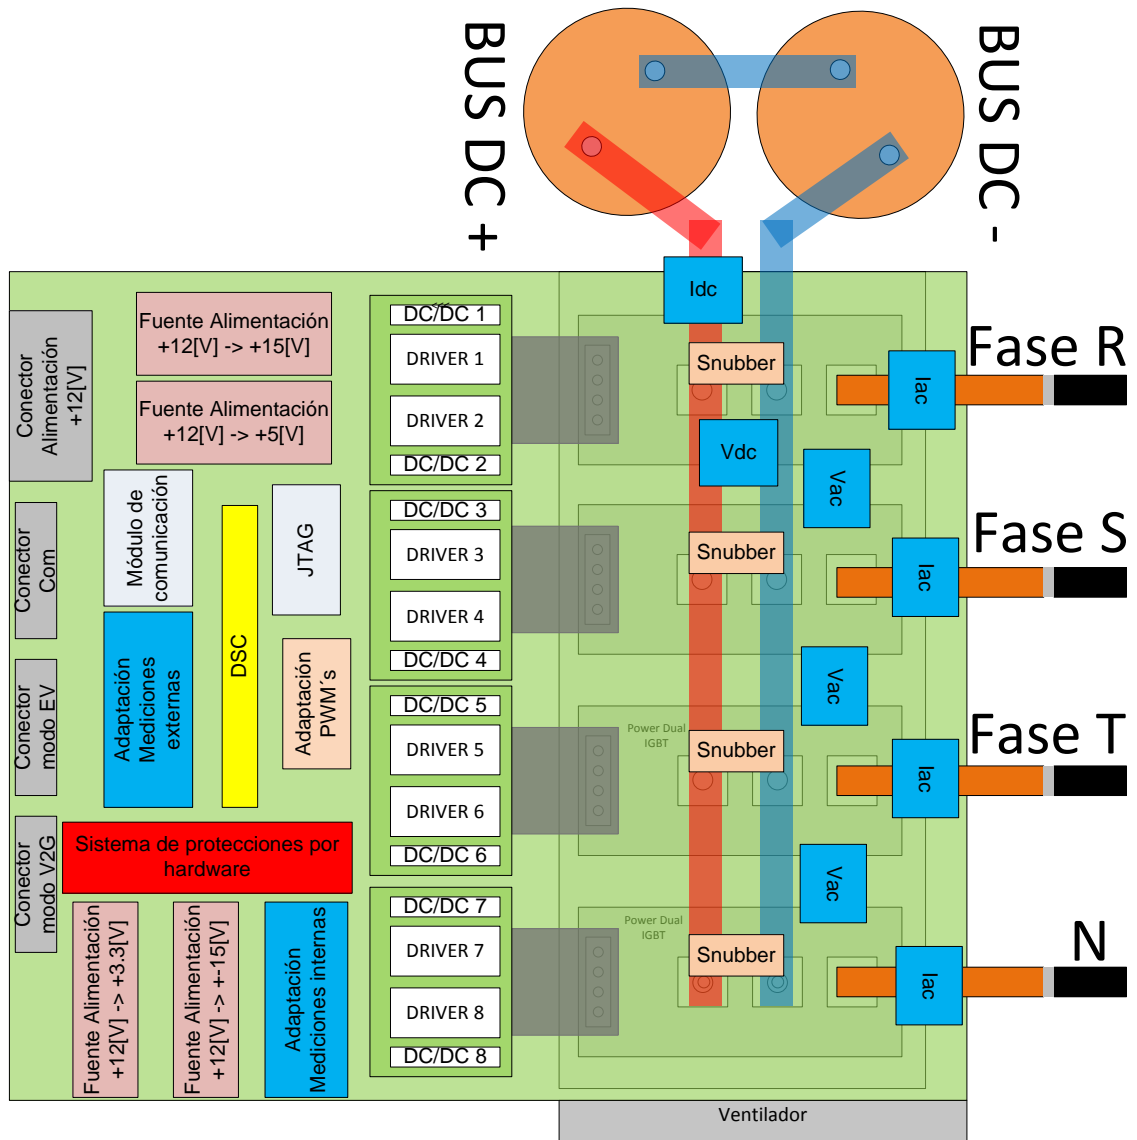 BUS DC +
BUS DC -
Idc
Fuente Alimentación
+12[V] -> +15[V]
Conector
Alimentación
+12[V]
Fuente Alimentación
+12[V] -> +5[V]
DC/DC 1
DRIVER 1
DRIVER 2
DC/DC 2
Snubber
Vdc
Iac
Fase R
Vac
Conector
Com
Módulo de
comunicación
JTAG
DC/DC 3
DRIVER 3
DRIVER 4
DC/DC 4
Snubber
Iac
Fase S
Vac
Conector
modo EV
Adaptación
Mediciones
externas
DSC
Adaptación
PWM´s
DC/DC 5
DRIVER 5
DRIVER 6
DC/DC 6
Power Dual
IGBT
Snubber
Iac
Fase T
Vac
Conector
modo V2G
Sistema de protecciones por
hardware
Fuente Alimentación
+12[V] -> +3.3[V]
Fuente Alimentación
+12[V] -> +-15[V]
Adaptación
Mediciones internas
DC/DC 7
DRIVER 7
DRIVER 8
DC/DC 8
Power Dual
IGBT
Snubber
Iac
N
Ventilador